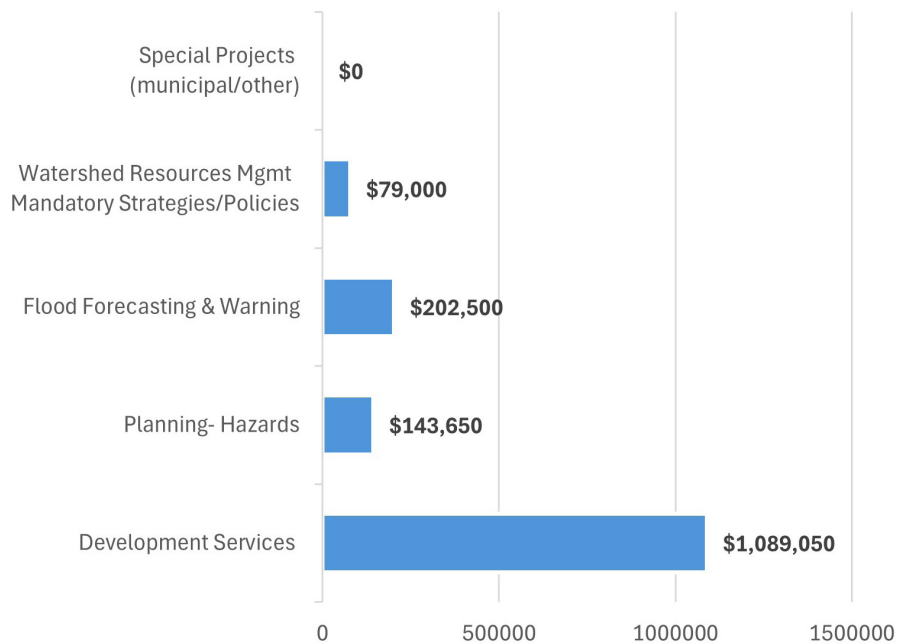 Special Projects
(municipal/other)
$0
Watershed Resources Mgmt
Mandatory Strategies/Policies
$79,000
Flood Forecasting & Warning
$202,500
Planning- Hazards
$143,650
Development Services
$1,089,050
0
500000
1000000
1500000